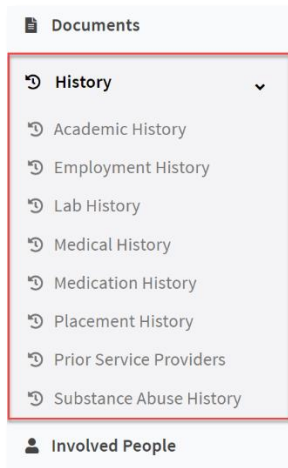 Documents
History
Academic History
Employment History
Lab History
Medical History
Medication History
Placement History
Prior Service Providers
Substance Abuse History
Involved People